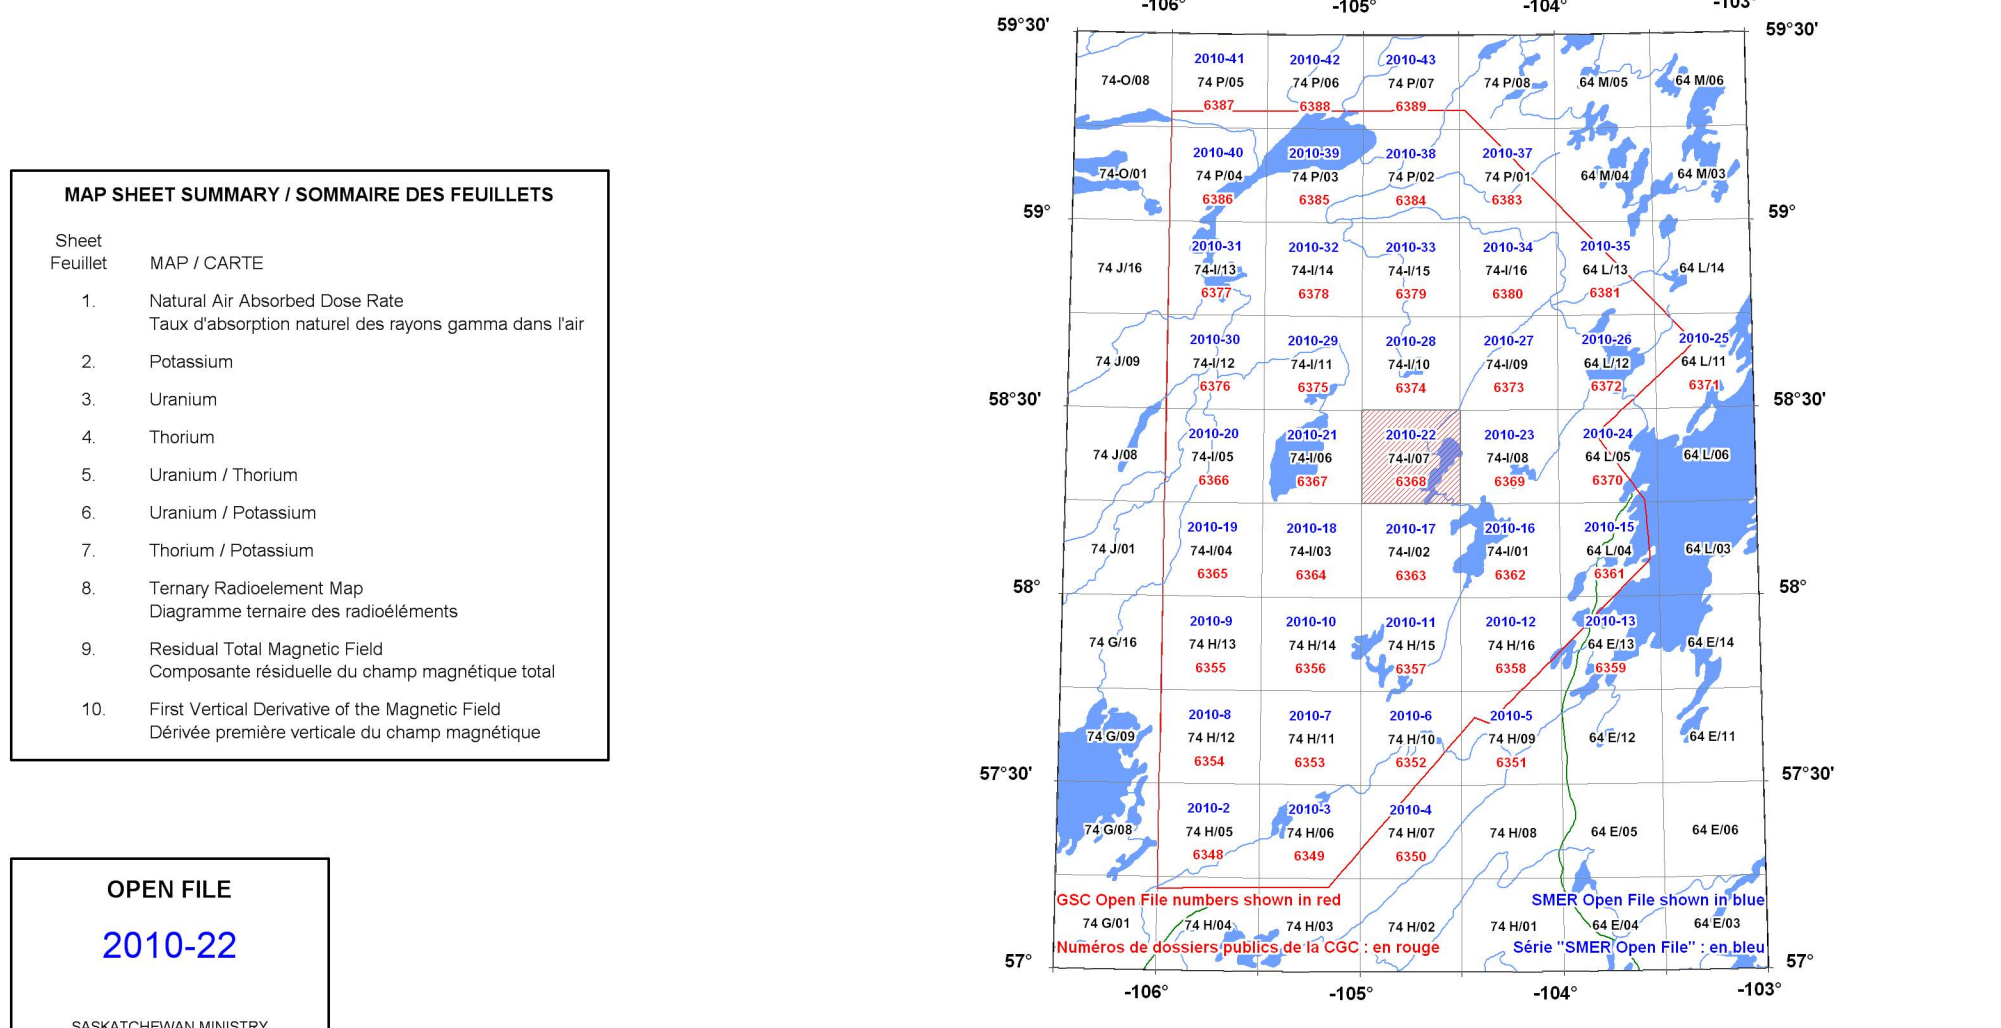 MAP SHEET SUMMARY / SOMMAIRE DES FEUILLETS
Sheet
Feuillet MAP / CARTE
1. Natural Air Absorbed Dose Rate
Taux d'absorption naturel des rayons gamma dans l'air
2. Potassium
3. Uranium
4. Thorium
5. Uranium / Thorium
6. Uranium / Potassium
7. Thorium / Potassium
8. Ternary Radioelement Map
Diagramme ternaire des radioéléments
9. Residual Total Magnetic Field
Composante résiduelle du champ magnétique total
10. First Vertical Derivative of the Magnetic Field
Dérivée première verticale du champ magnétique
OPEN FILE
2010-22
SASKATCHEWAN MINISTRY
-106° -105° -104° -103°
59°30' 59°30'
2010-41 2010-42 2010-43
74-O/08 74 P/05 74 P/06 74 P/07 74 P/08 64 M/05 64 M/06
6387 6388 6389
2010-40 2010-39 2010-38 2010-37
74-O/01 74 P/04 74 P/03 74 P/02 74 P/01 64 M/04 64 M/03
6386 6385 6384 6383
59° 59°
2010-31 2010-32 2010-33 2010-34 2010-35
74 J/16 74-I/13 74-I/14 74-I/15 74-I/16 64 L/13 64 L/14
6377 6378 6379 6380 6381
2010-30 2010-29 2010-28 2010-27 2010-26 2010-25
74 J/09 74-I/12 74-I/11 74-I/10 74-I/09 64 L/12 64 L/11
6376 6375 6374 6373 6372 6371
58°30' 58°30'
2010-20 2010-21 2010-22 2010-23 2010-24
74 J/08 74-I/05 74-I/06 74-I/07 74-I/08 64 L/05 64 L/06
6366 6367 6368 6369 6370
2010-19 2010-18 2010-17 2010-16 2010-15
74 J/01 74-I/04 74-I/03 74-I/02 74-I/01 64 L/04 64 L/03
6365 6364 6363 6362 6361
58° 58°
2010-9 2010-10 2010-11 2010-12 2010-13
74 G/16 74 H/13 74 H/14 74 H/15 74 H/16 64 E/13 64 E/14
6355 6356 6357 6358 6359
2010-8 2010-7 2010-6 2010-5
74 G/09 74 H/12 74 H/11 74 H/10 74 H/09 64 E/12 64 E/11
6354 6353 6352 6351
57°30' 57°30'
2010-2 2010-3 2010-4
74 G/08 74 H/05 74 H/06 74 H/07 74 H/08 64 E/05 64 E/06
6348 6349 6350
GSC Open File numbers shown in red SMER Open File shown in blue
74 G/01 74 H/04 74 H/03 74 H/02 74 H/01 64 E/04 64 E/03
Numéros de dossiers publics de la CGC : en rouge Série "SMER Open File" : en bleu
57° 57°
-106° -105° -104° -103°